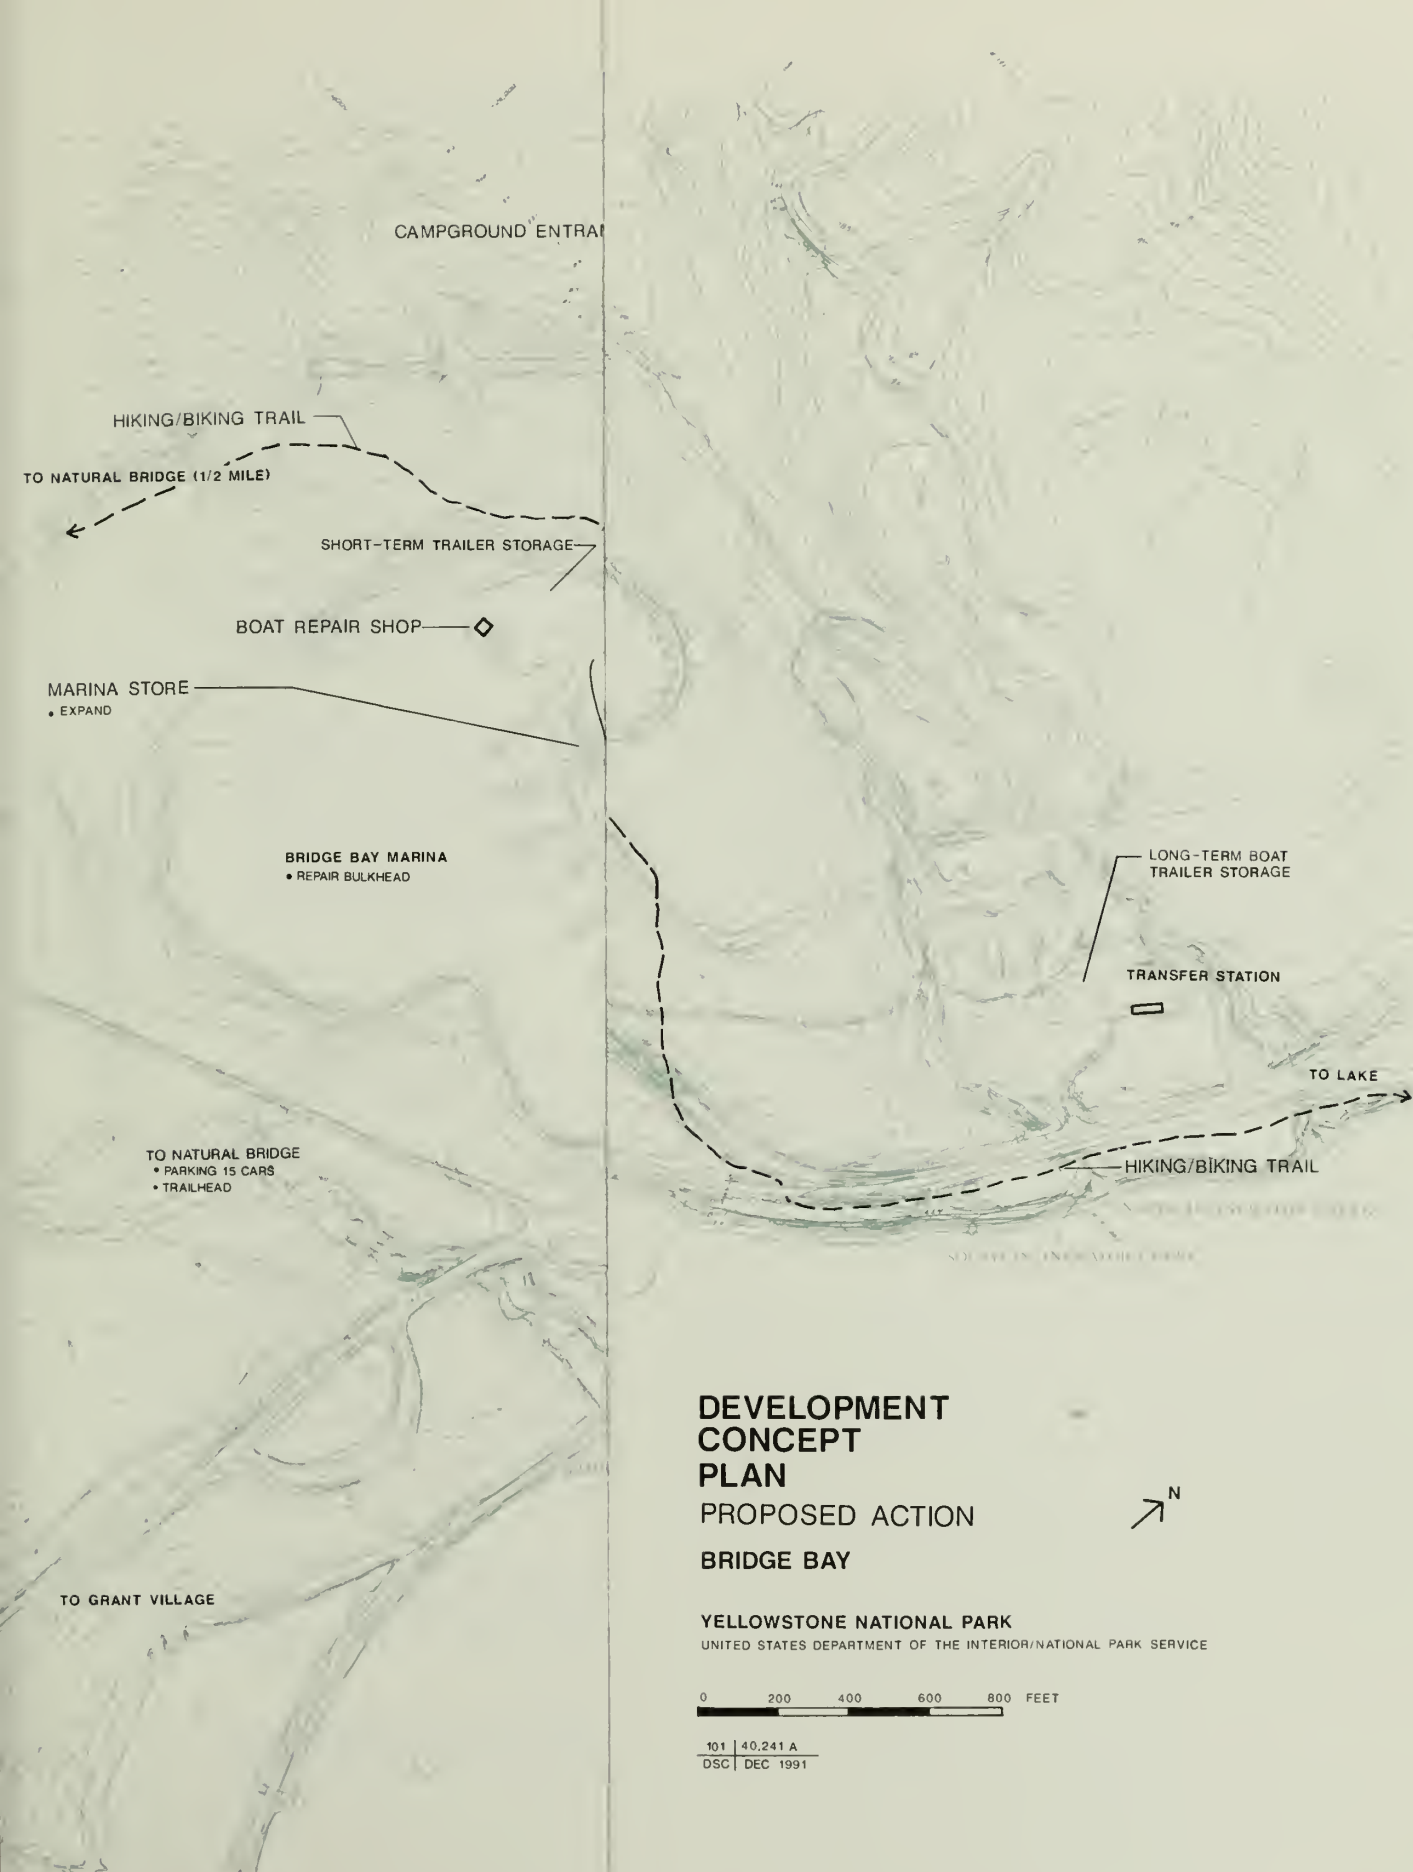 CAMPGROUND ENTRAN
HIKING/BIKING TRAIL
TO NATURAL BRIDGE (1/2 MILE)
SHORT-TERM TRAILER STORAGE
BOAT REPAIR SHOP
MARINA STORE
• EXPAND
BRIDGE BAY MARINA
• REPAIR BULKHEAD
LONG-TERM BOAT
TRAILER STORAGE
TRANSFER STATION
TO LAKE
TO NATURAL BRIDGE
• PARKING 15 CARS
• TRAILHEAD
HIKING/BIKING TRAIL
DEVELOPMENT
CONCEPT
PLAN
PROPOSED ACTION
N
BRIDGE BAY
TO GRANT VILLAGE
YELLOWSTONE NATIONAL PARK
UNITED STATES DEPARTMENT OF THE INTERIOR/NATIONAL PARK SERVICE
0 200 400 600 800 FEET
101 | 40,241 A
DSC | DEC 1991